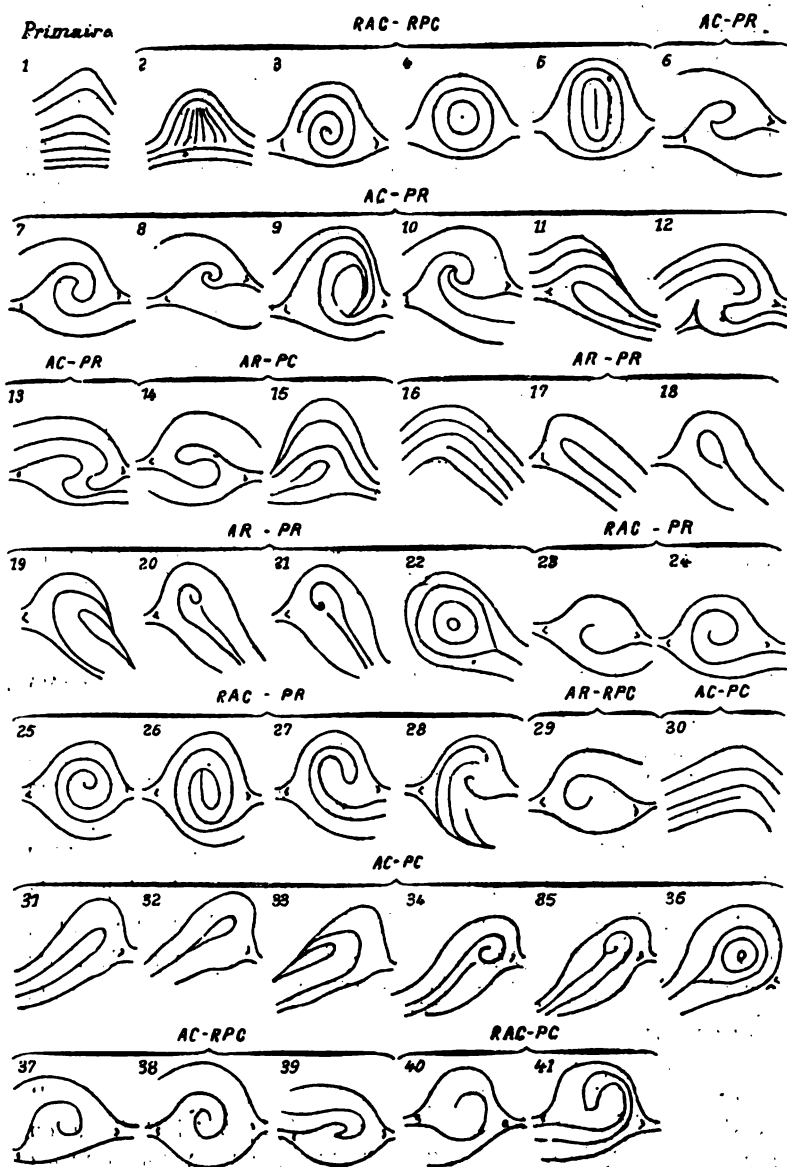 Primaire
RAC-RPC
AC-PR
1 2 3 4 5 6
AC-PR
7 8 9 10 11 12
AC-PR
AR-PC
AR-PR
13 14 15 16 17 18
AR - PR
RAC - PR
19 20 21 22 23 24
RAC - PR
AR-RPC
AC-PC
25 26 27 28 29 30
AC-PC
31 32 33 34 35 36
AC-RPC
RAC-PC
37 38 39 40 41